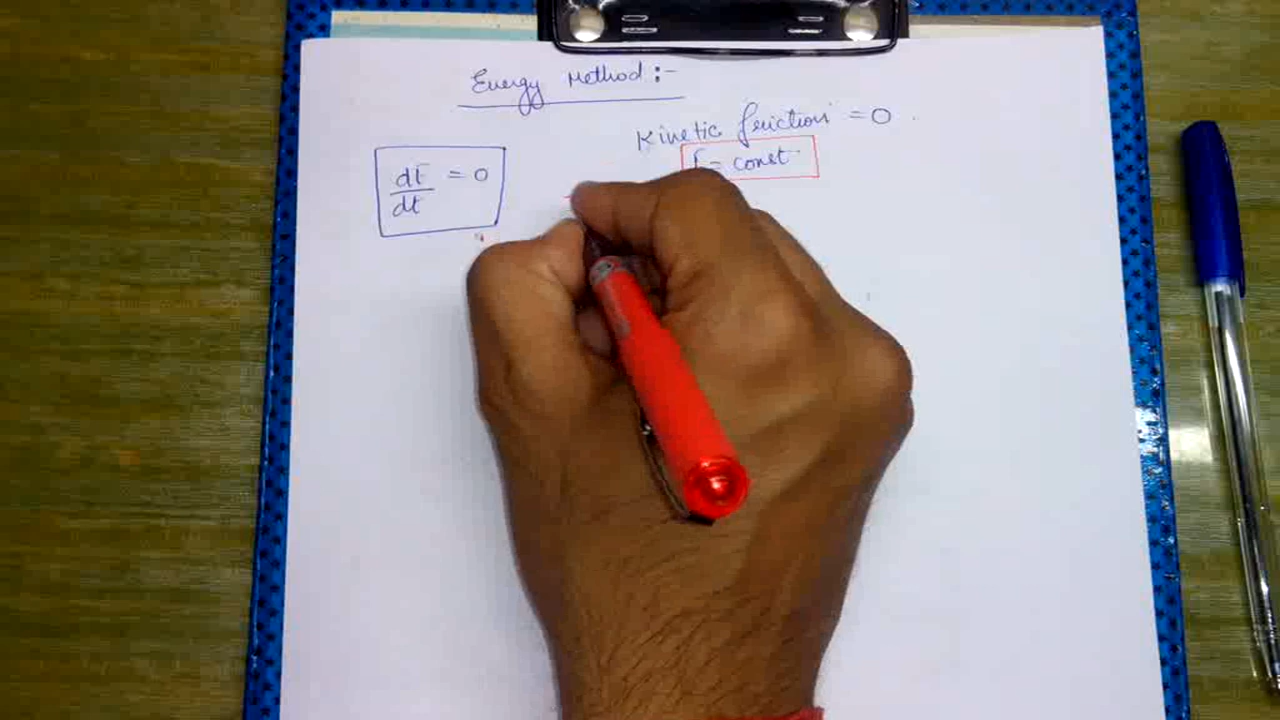 Energy Method :-
Kinetic friction = 0
E = const
dE/dt = 0